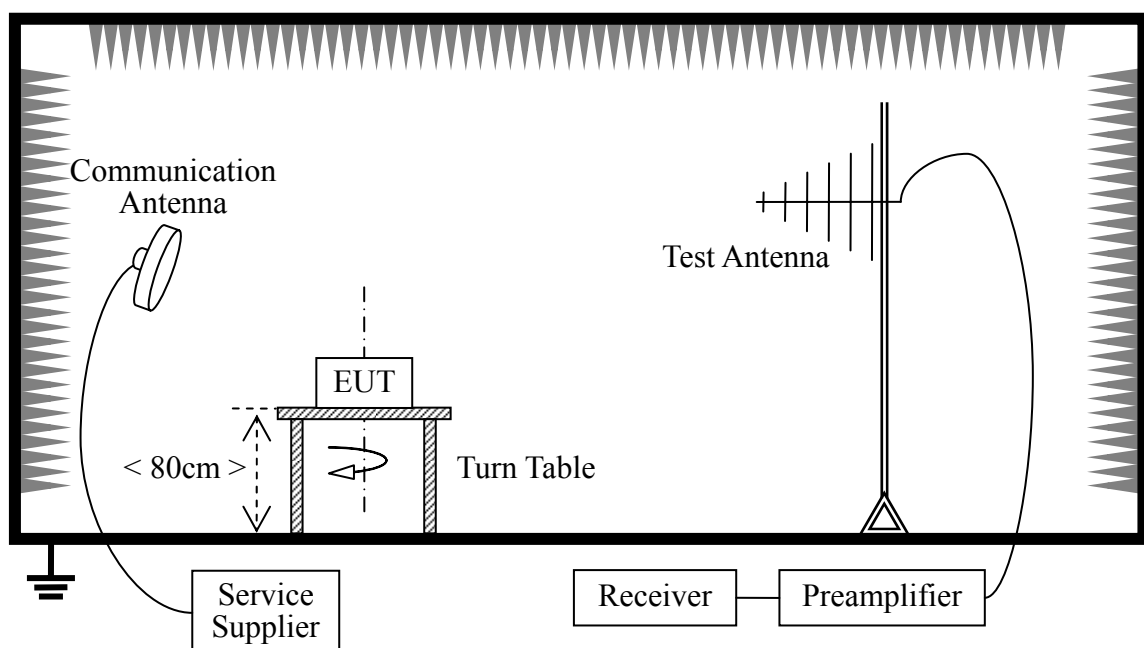 Communication
Antenna
Test Antenna
EUT
< 80cm >
Turn Table
Service
Supplier
Receiver
Preamplifier